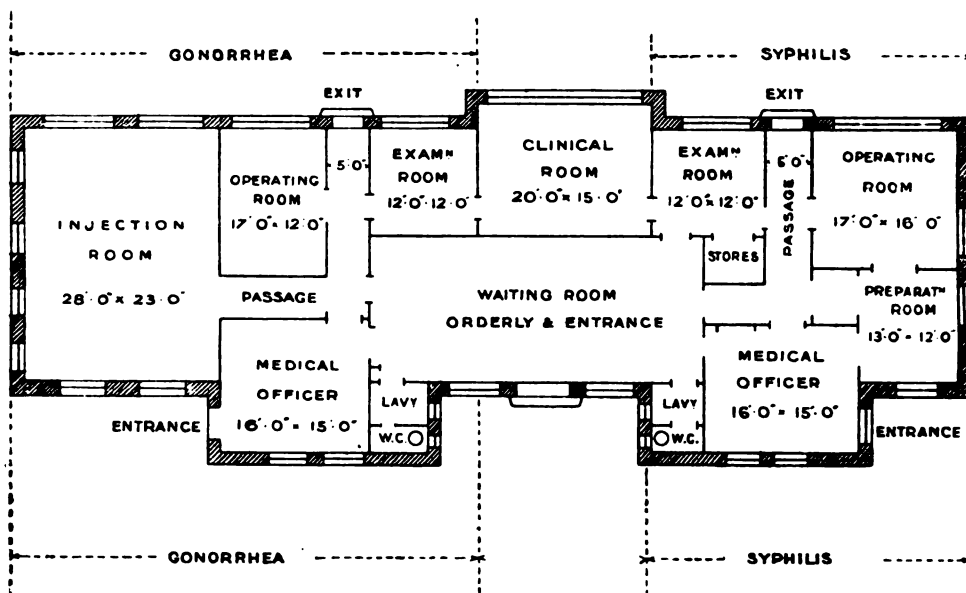 GONORRHEA
SYPHILIS
EXIT
EXIT
INJECTION
ROOM
28'·0" × 23'·0"
OPERATING
ROOM
17'·0" × 12'·0"
5'·0"
EXAMN
ROOM
12'·0"·12'·0"
CLINICAL
ROOM
20'·0" × 15'·0"
EXAMN
ROOM
12'·0" × 12'·0"
STORES
PASSAGE
OPERATING
ROOM
17'·0" × 16'·0"
PASSAGE
WAITING ROOM
ORDERLY & ENTRANCE
PREPARATN
ROOM
13'·0" = 12'·0"
MEDICAL
OFFICER
16'·0" = 15'·0"
LAVY
W.C.
LAVY
W.C.
MEDICAL
OFFICER
16'·0" = 15'·0"
ENTRANCE
ENTRANCE
GONORRHEA
SYPHILIS